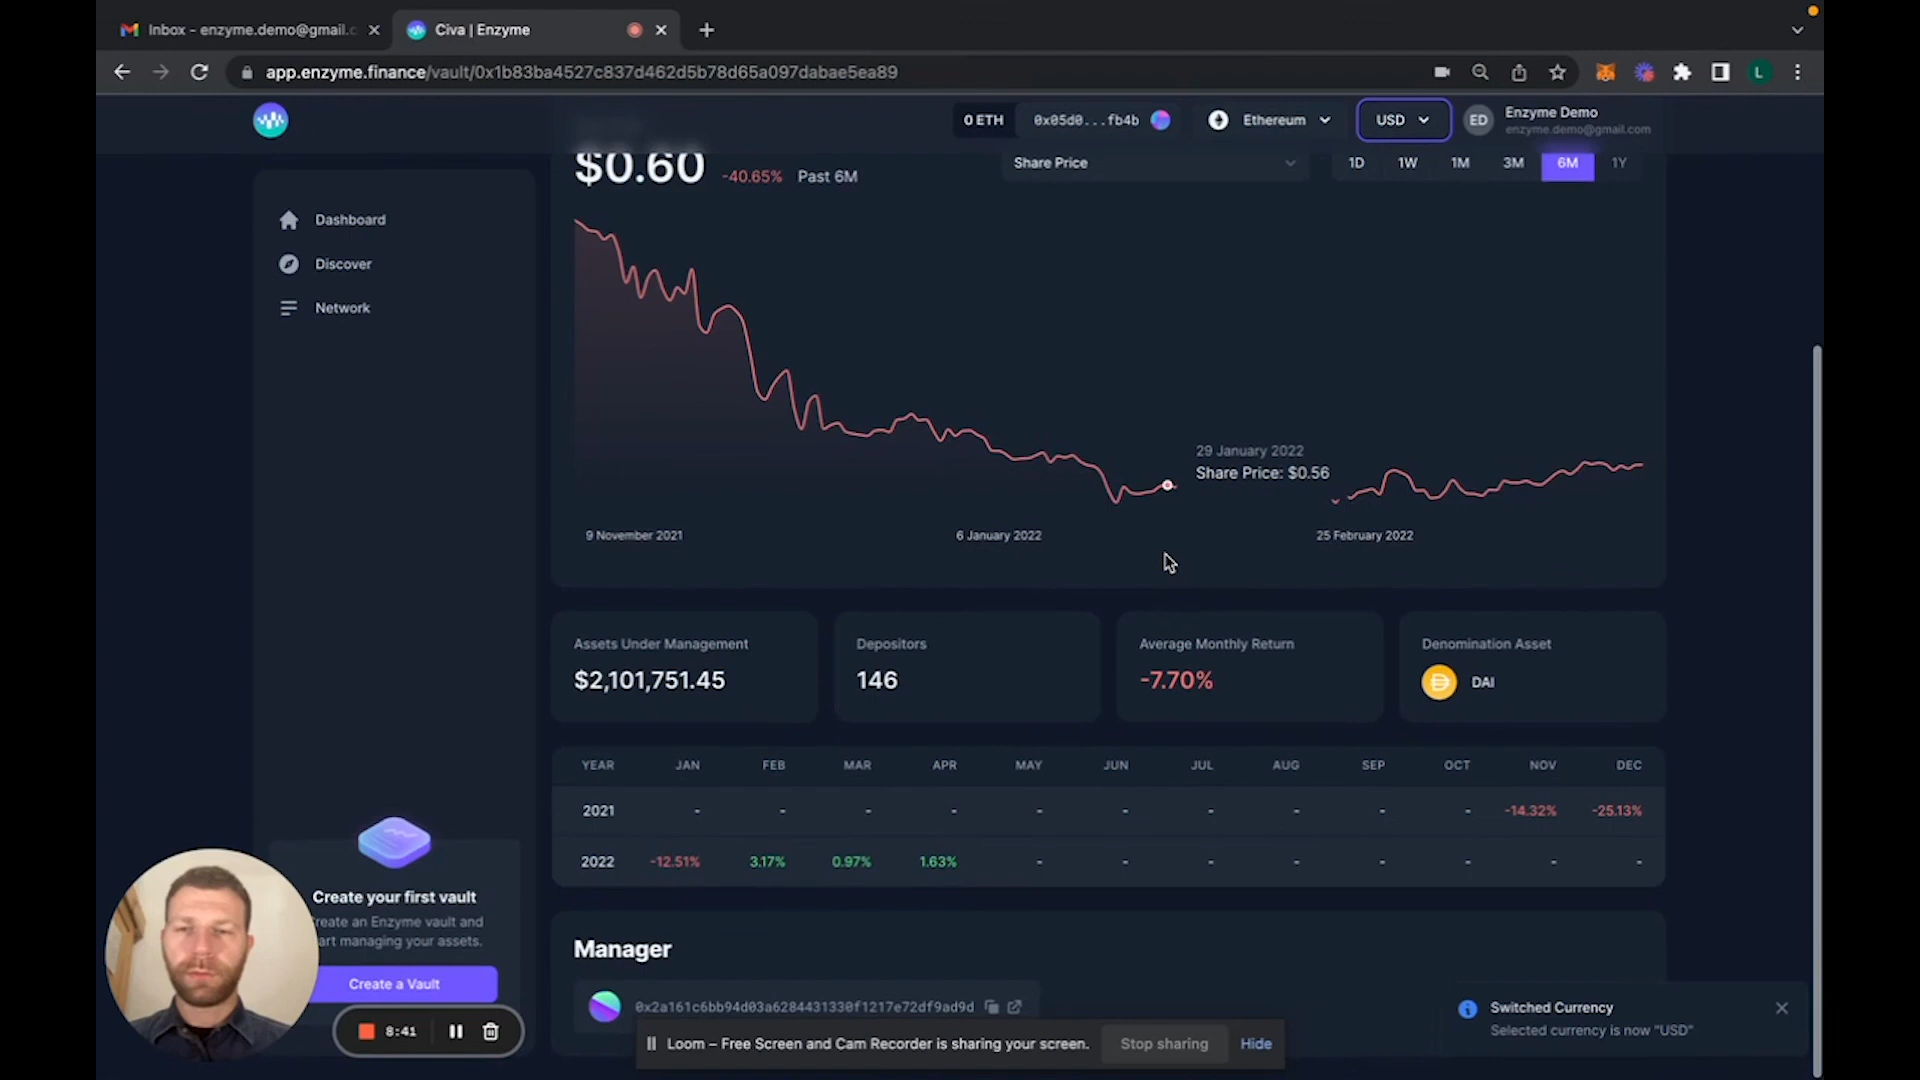 Inbox - enzyme.demo@gmail.c
Civa | Enzyme
app.enzyme.finance/vault/0x1b83ba4527c837d462d5b78d65a097dabae5ea89
L
0 ETH
0x05d0...fb4b
Ethereum
USD
ED
Enzyme Demo
enzyme.demo@gmail.com
$0.60
-40.65%
Past 6M
Share Price
1D
1W
1M
3M
6M
1Y
Dashboard
Discover
Network
29 January 2022
Share Price: $0.56
9 November 2021
6 January 2022
25 February 2022
Assets Under Management
$2,101,751.45
Depositors
146
Average Monthly Return
-7.70%
Denomination Asset
DAI
YEAR JAN FEB MAR APR MAY JUN JUL AUG SEP OCT NOV DEC
2021 - - - - - - - - - - -14.32% -25.13%
2022 -12.51% 3.17% 0.97% 1.63% - - - - - - - -
Create your first vault
Create an Enzyme vault and
art managing your assets.
Create a Vault
8:41
Manager
0x2a161c6bb94d03a6284431330f1217e72df9ad9d
Loom – Free Screen and Cam Recorder is sharing your screen.
Stop sharing
Hide
Switched Currency
Selected currency is now "USD"